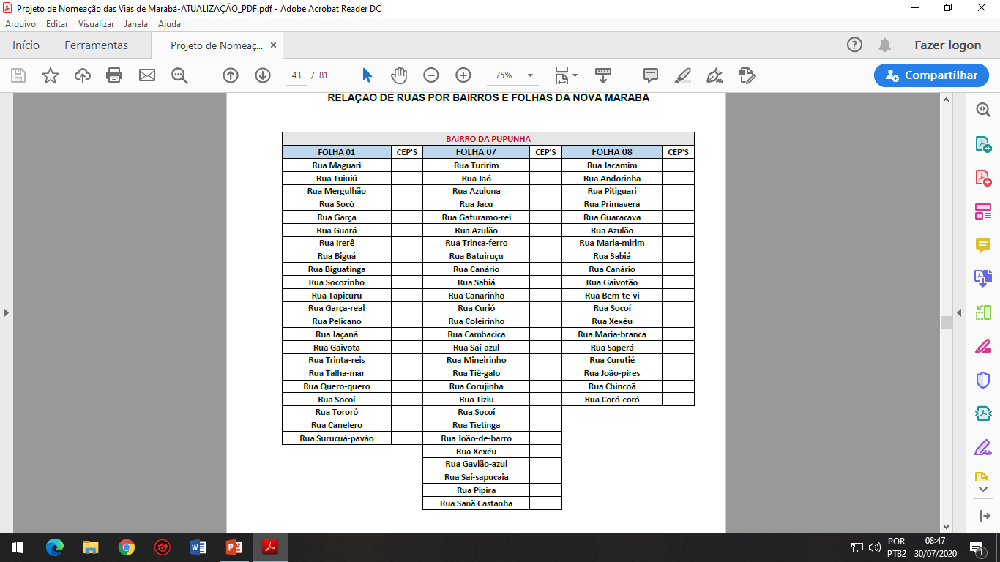 Projeto de Nomeação das Vias de Marabá-ATUALIZAÇÃO_PDF.pdf - Adobe Acrobat Reader DC
Arquivo Editar Visualizar Janela Ajuda
Início Ferramentas Projeto de Nomeaç... × Fazer logon
43 / 81 75% Compartilhar
RELAÇAO DE RUAS POR BAIRROS E FOLHAS DA NOVA MARABA
BAIRRO DA PUPUNHA
FOLHA 01 CEP'S FOLHA 07 CEP'S FOLHA 08 CEP'S
Rua Maguari Rua Turirim Rua Jacamim
Rua Tuiuiú Rua Jaó Rua Andorinha
Rua Mergulhão Rua Azulona Rua Pitiguari
Rua Socó Rua Jacu Rua Primavera
Rua Garça Rua Gaturamo-rei Rua Guaracava
Rua Guará Rua Azulão Rua Azulão
Rua Irerê Rua Trinca-ferro Rua Maria-mirim
Rua Biguá Rua Batuiruçu Rua Sabiá
Rua Biguatinga Rua Canário Rua Canário
Rua Socozinho Rua Sabiá Rua Gaivotão
Rua Tapicuru Rua Canarinho Rua Bem-te-vi
Rua Garça-real Rua Curió Rua Socoí
Rua Pelicano Rua Coleirinho Rua Xexéu
Rua Jaçanã Rua Cambacica Rua Maria-branca
Rua Gaivota Rua Saí-azul Rua Saperá
Rua Trinta-reis Rua Mineirinho Rua Curutié
Rua Talha-mar Rua Tiê-galo Rua João-pires
Rua Quero-quero Rua Corujinha Rua Chincoã
Rua Socoí Rua Tiziu Rua Coró-coró
Rua Tororó Rua Socoí
Rua Canelero Rua Tietinga
Rua Surucuá-pavão Rua João-de-barro
Rua Xexéu
Rua Gavião-azul
Rua Saí-sapucaia
Rua Pipira
Rua Sanã Castanha
POR 08:47
PTB2 30/07/2020 1